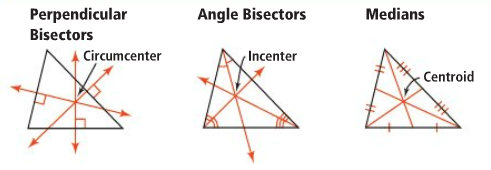 Perpendicular
Bisectors
Circumcenter
Angle Bisectors
Incenter
Medians
Centroid